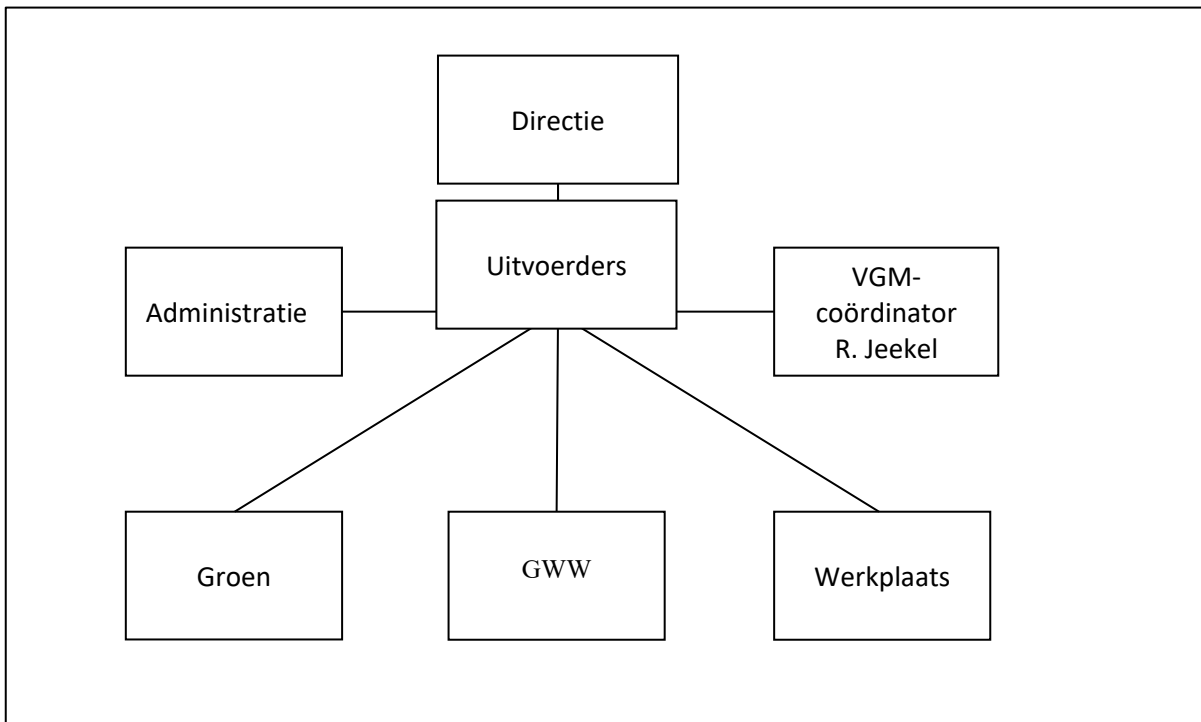 Directie
Uitvoerders
Administratie
VGM-
coördinator
R. Jeekel
Groen
GWW
Werkplaats